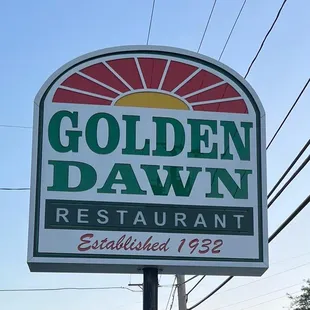 GOLDEN
DAWN
RESTAURANT
Established 1932